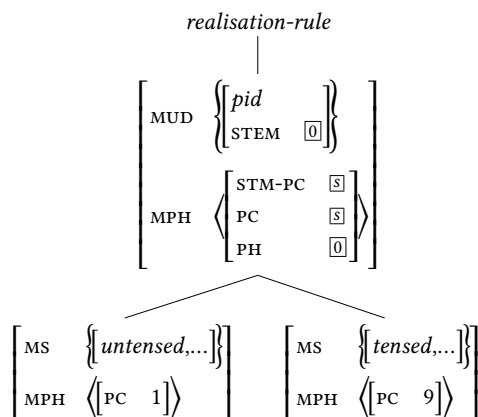 realisation-rule
MUD {[pid
STEM 0]}
MPH ⟨[STM-PC s
PC s
PH 0]⟩
MS {[untensed,...]} MS {[tensed,...]}
MPH ⟨[PC 1]⟩ MPH ⟨[PC 9]⟩